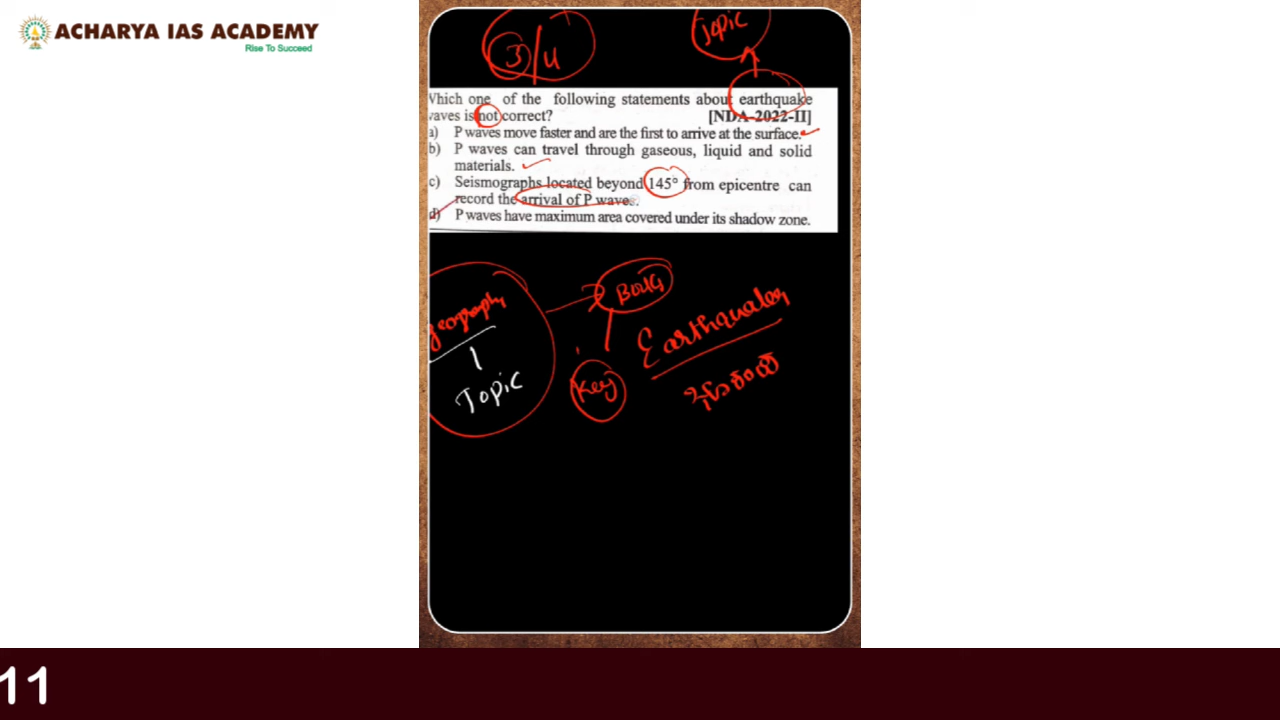 ACHARYA IAS ACADEMY
Rise To Succeed
3/4
Topic
Which one of the following statements about earthquake
waves is not correct? [NDA-2022-II]
a) P waves move faster and are the first to arrive at the surface.
b) P waves can travel through gaseous, liquid and solid
materials.
c) Seismographs located beyond 145° from epicentre can
record the arrival of P waves.
d) P waves have maximum area covered under its shadow zone.
Geography
Topic
Key
Earthquakes
11